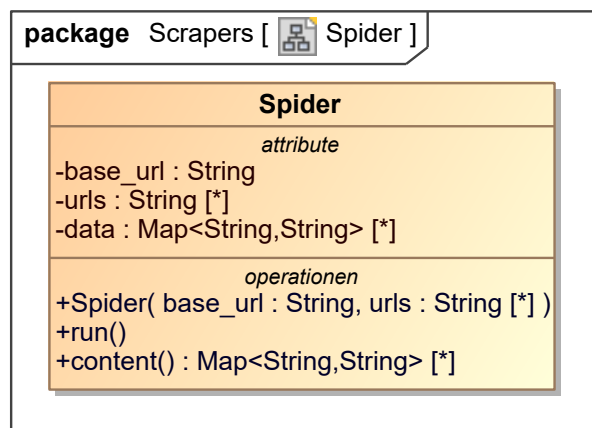 package Scrapers [ Spider ]
Spider
attribute
-base_url : String
-urls : String [*]
-data : Map<String,String> [*]
operationen
+Spider( base_url : String, urls : String [*] )
+run()
+content() : Map<String,String> [*]